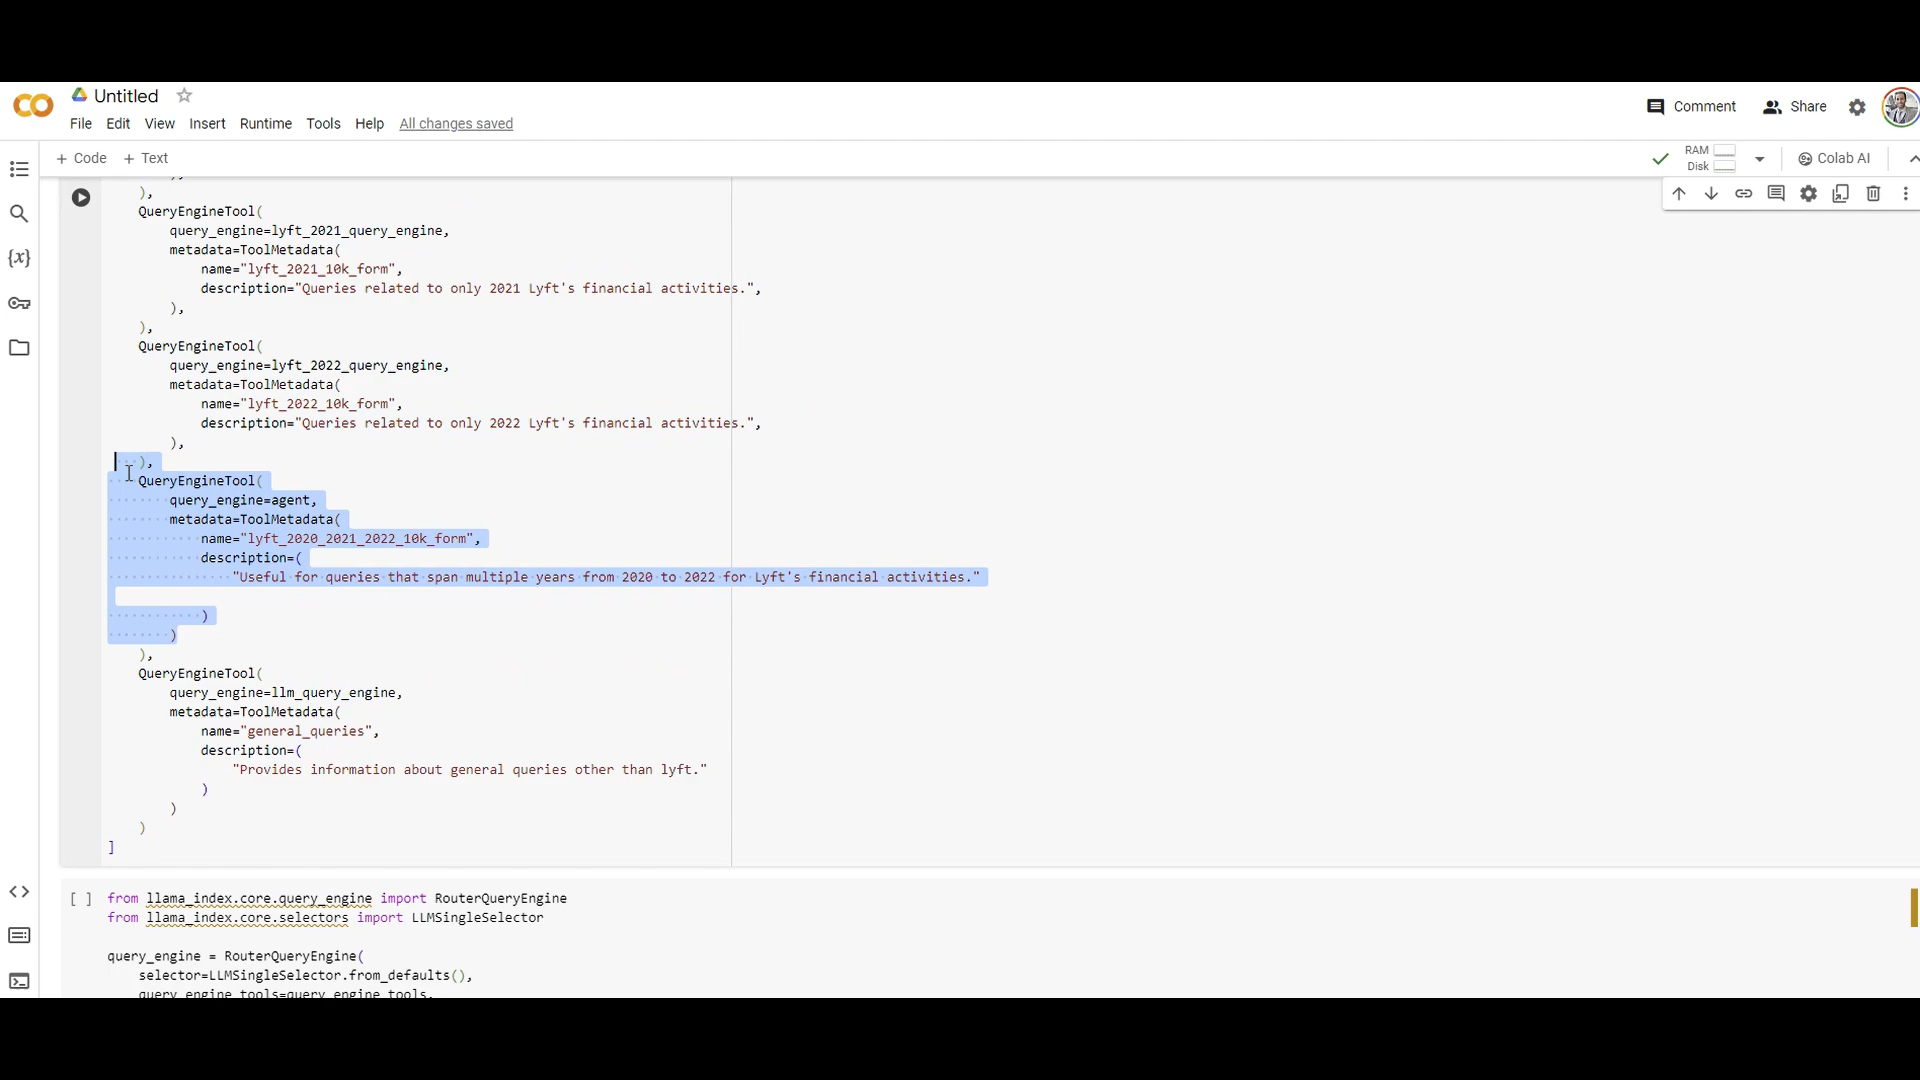 Untitled
Comment
Share
File Edit View Insert Runtime Tools Help All changes saved
+ Code + Text
RAM
Disk
Colab AI
),
QueryEngineTool(
query_engine=lyft_2021_query_engine,
metadata=ToolMetadata(
name="lyft_2021_10k_form",
description="Queries related to only 2021 Lyft's financial activities.",
),
),
QueryEngineTool(
query_engine=lyft_2022_query_engine,
metadata=ToolMetadata(
name="lyft_2022_10k_form",
description="Queries related to only 2022 Lyft's financial activities.",
),
),
QueryEngineTool(
query_engine=agent,
metadata=ToolMetadata(
name="lyft_2020_2021_2022_10k_form",
description=(
"Useful for queries that span multiple years from 2020 to 2022 for Lyft's financial activities."
)
)
),
QueryEngineTool(
query_engine=llm_query_engine,
metadata=ToolMetadata(
name="general_queries",
description=(
"Provides information about general queries other than lyft."
)
)
)
]
[ ] from llama_index.core.query_engine import RouterQueryEngine
from llama_index.core.selectors import LLMSingleSelector
query_engine = RouterQueryEngine(
selector=LLMSingleSelector.from_defaults(),
query_engine_tools=query_engine_tools,